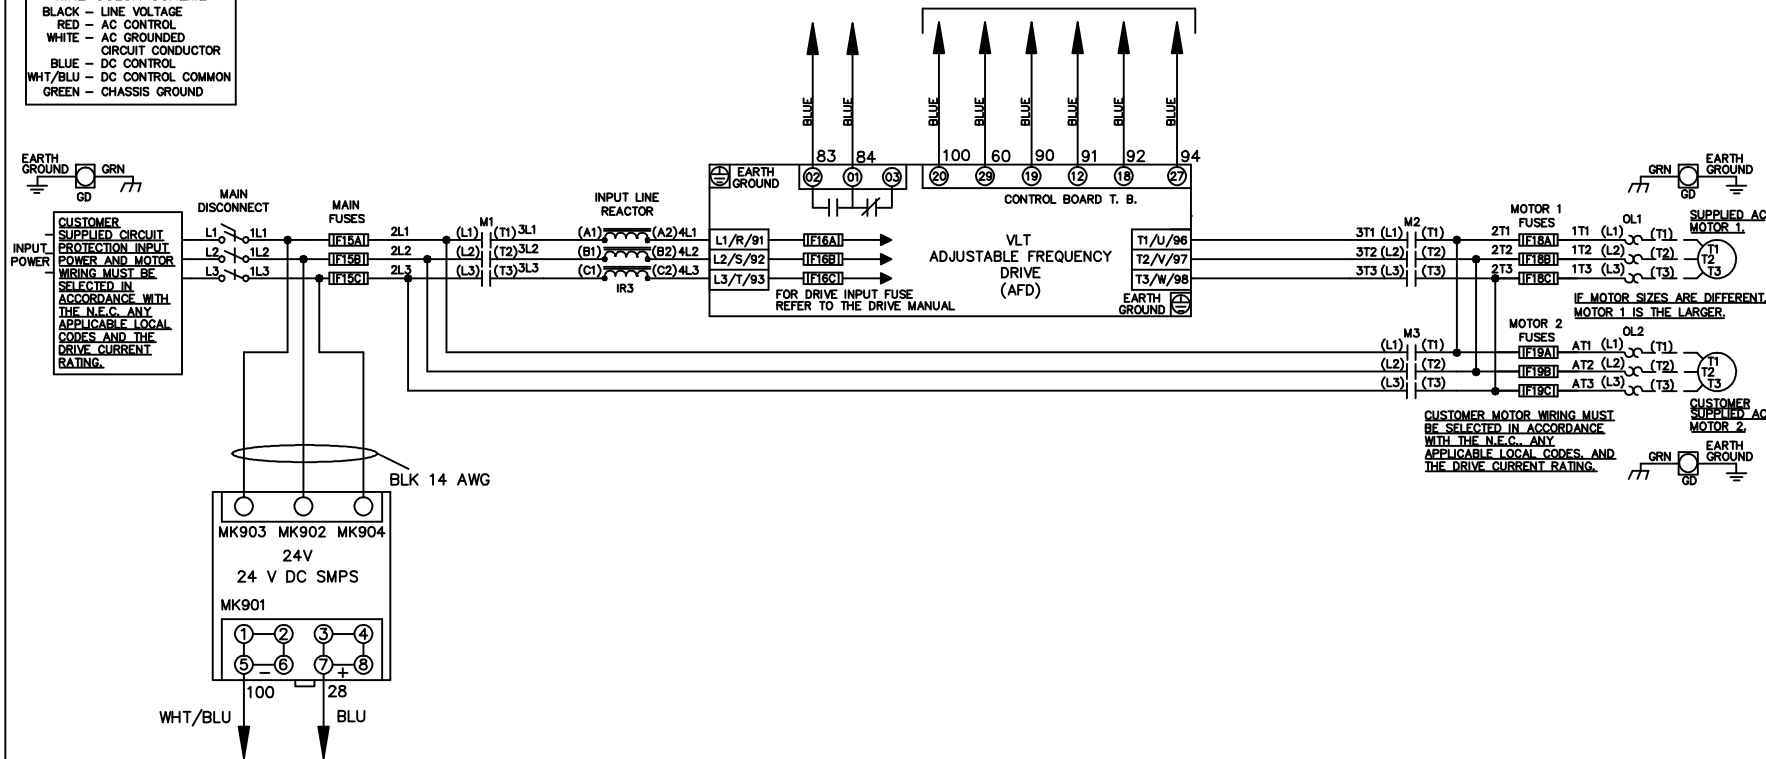 BLACK – LINE VOLTAGE
RED – AC CONTROL
WHITE – AC GROUNDED
CIRCUIT CONDUCTOR
BLUE – DC CONTROL
WHT/BLU – DC CONTROL COMMON
GREEN – CHASSIS GROUND
BLUE BLUE BLUE BLUE BLUE BLUE BLUE BLUE
83 84 100 60 90 91 92 94
02 01 03 20 29 19 12 18 27
EARTH
GROUND
CONTROL BOARD T. B.
EARTH
GROUND
GRN
GD
MAIN
DISCONNECT
MAIN
FUSES
INPUT LINE
REACTOR
INPUT
POWER
CUSTOMER
SUPPLIED CIRCUIT
PROTECTION INPUT
POWER AND MOTOR
WIRING MUST BE
SELECTED IN
ACCORDANCE WITH
THE N.E.C. ANY
APPLICABLE LOCAL
CODES AND THE
DRIVE CURRENT
RATING.
M1
L1 1L1 F15A 2L1 (L1) (T1) 3L1 (A1) (A2) 4L1 L1/R/91 F16A
L2 1L2 F15B 2L2 (L2) (T2) 3L2 (B1) (B2) 4L2 L2/S/92 F16B
L3 1L3 F15C 2L3 (L3) (T3) 3L3 (C1) (C2) 4L3 L3/T/93 F16C
IR3
VLT
ADJUSTABLE FREQUENCY
DRIVE
(AFD)
FOR DRIVE INPUT FUSE
REFER TO THE DRIVE MANUAL
EARTH
GROUND
M2
MOTOR 1
FUSES
OL1
T1/U/96 3T1 (L1) (T1) 2T1 F18A 1T1 (L1) (T1) T1
T2/V/97 3T2 (L2) (T2) 2T2 F18B 1T2 (L2) (T2) T2
T3/W/98 3T3 (L3) (T3) 2T3 F18C 1T3 (L3) (T3) T3
GRN
EARTH
GROUND
GD
SUPPLIED AC
MOTOR 1.
IF MOTOR SIZES ARE DIFFERENT,
MOTOR 1 IS THE LARGER.
M3
MOTOR 2
FUSES
OL2
(L1) (T1) F19A AT1 (L1) (T1) T1
(L2) (T2) F19B AT2 (L2) (T2) T2
(L3) (T3) F19C AT3 (L3) (T3) T3
CUSTOMER
SUPPLIED AC
MOTOR 2.
CUSTOMER MOTOR WIRING MUST
BE SELECTED IN ACCORDANCE
WITH THE N.E.C., ANY
APPLICABLE LOCAL CODES, AND
THE DRIVE CURRENT RATING.
GRN
EARTH
GROUND
GD
BLK 14 AWG
MK903 MK902 MK904
24V
24 V DC SMPS
MK901
1 2 3 4
5 – 6 7 + 8
100 28
WHT/BLU BLU